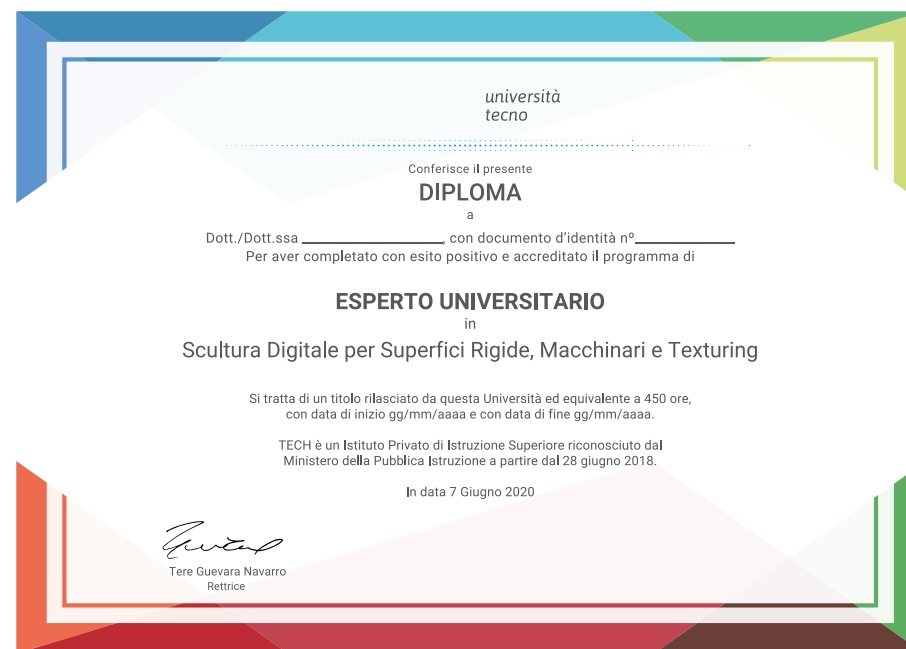 università
tecno
Conferisce il presente
DIPLOMA
a
Dott./Dott.ssa ____________________, con documento d'identità nº______________
Per aver completato con esito positivo e accreditato il programma di
ESPERTO UNIVERSITARIO
in
Scultura Digitale per Superfici Rigide, Macchinari e Texturing
Si tratta di un titolo rilasciato da questa Università ed equivalente a 450 ore,
con data di inizio gg/mm/aaaa e con data di fine gg/mm/aaaa.
TECH è un Istituto Privato di Istruzione Superiore riconosciuto dal
Ministero della Pubblica Istruzione a partire dal 28 giugno 2018.
In data 7 Giugno 2020
Tere Guevara Navarro
Rettrice